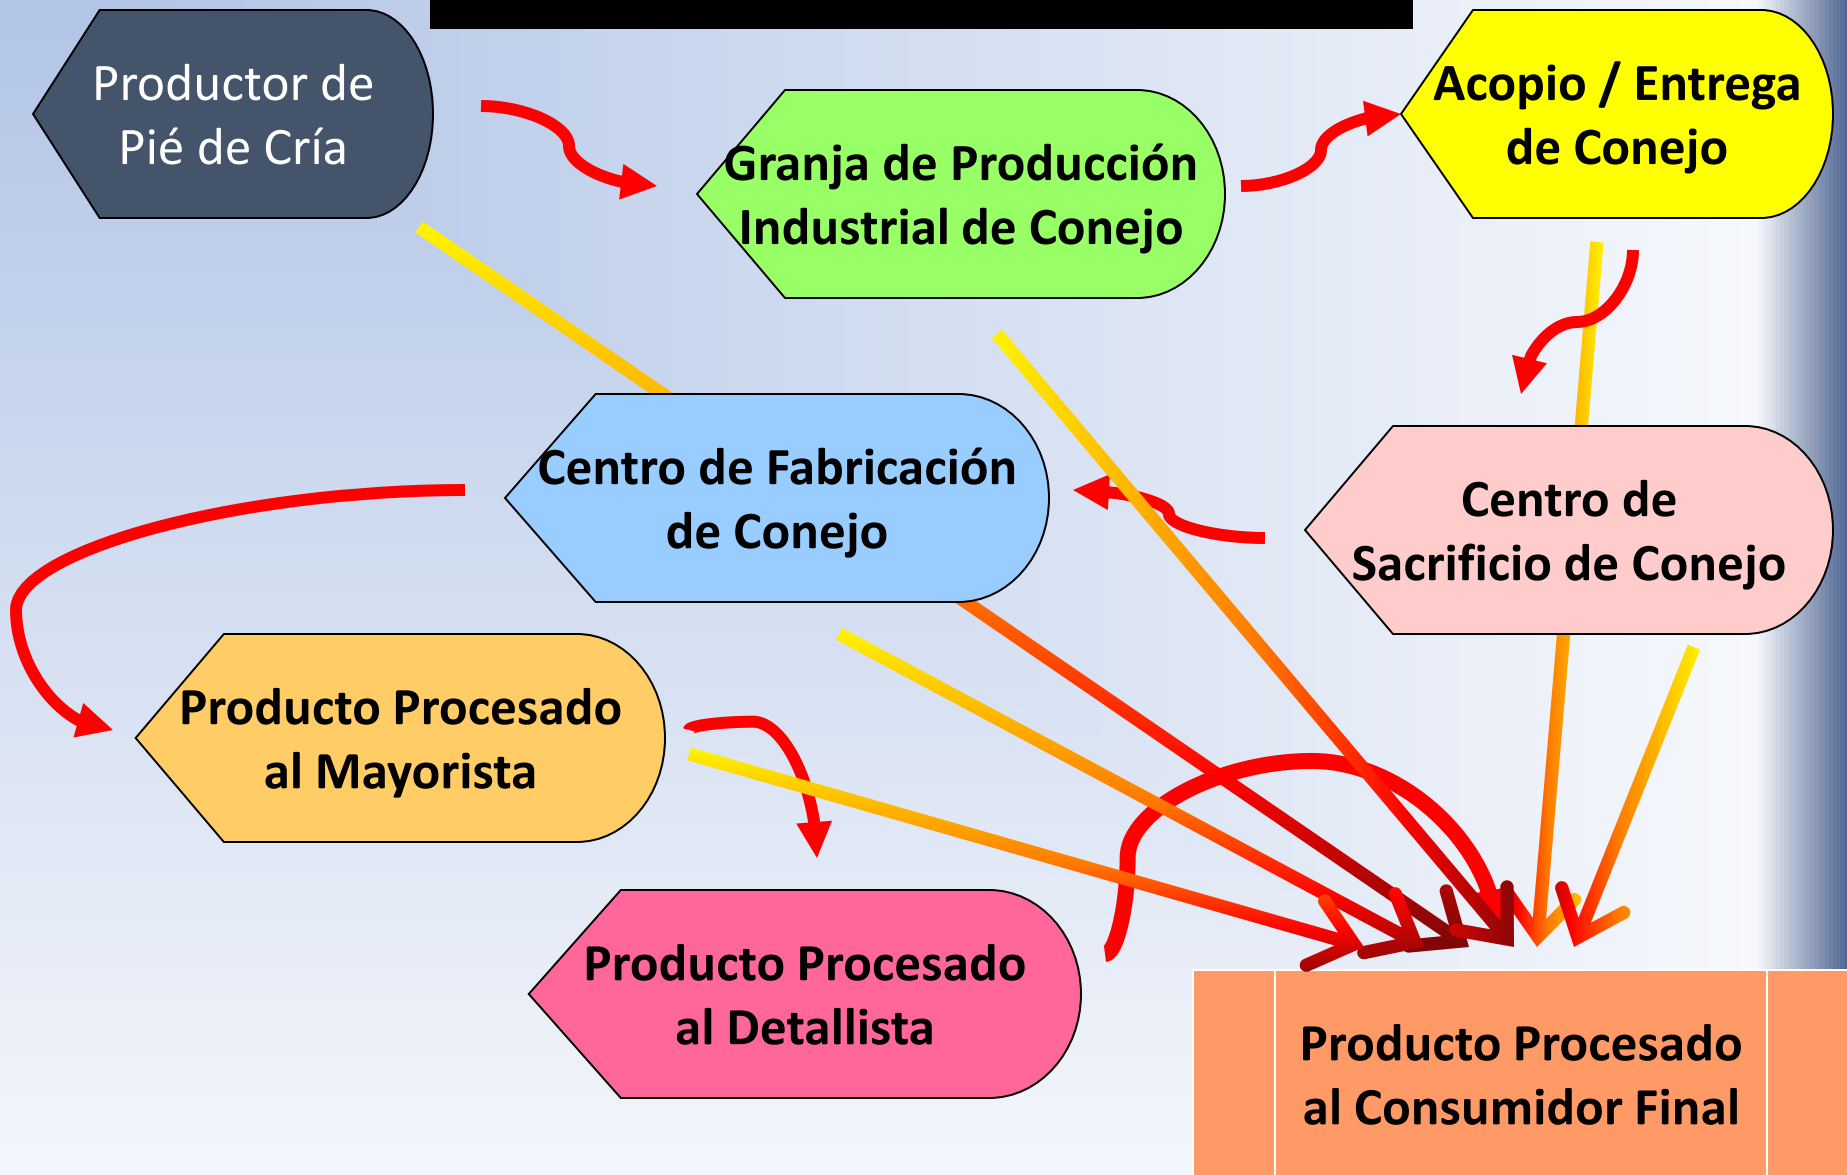 Productor de
Pié de Cría
Granja de Producción
Industrial de Conejo
Acopio / Entrega
de Conejo
Centro de Fabricación
de Conejo
Centro de
Sacrificio de Conejo
Producto Procesado
al Mayorista
Producto Procesado
al Detallista
Producto Procesado
al Consumidor Final